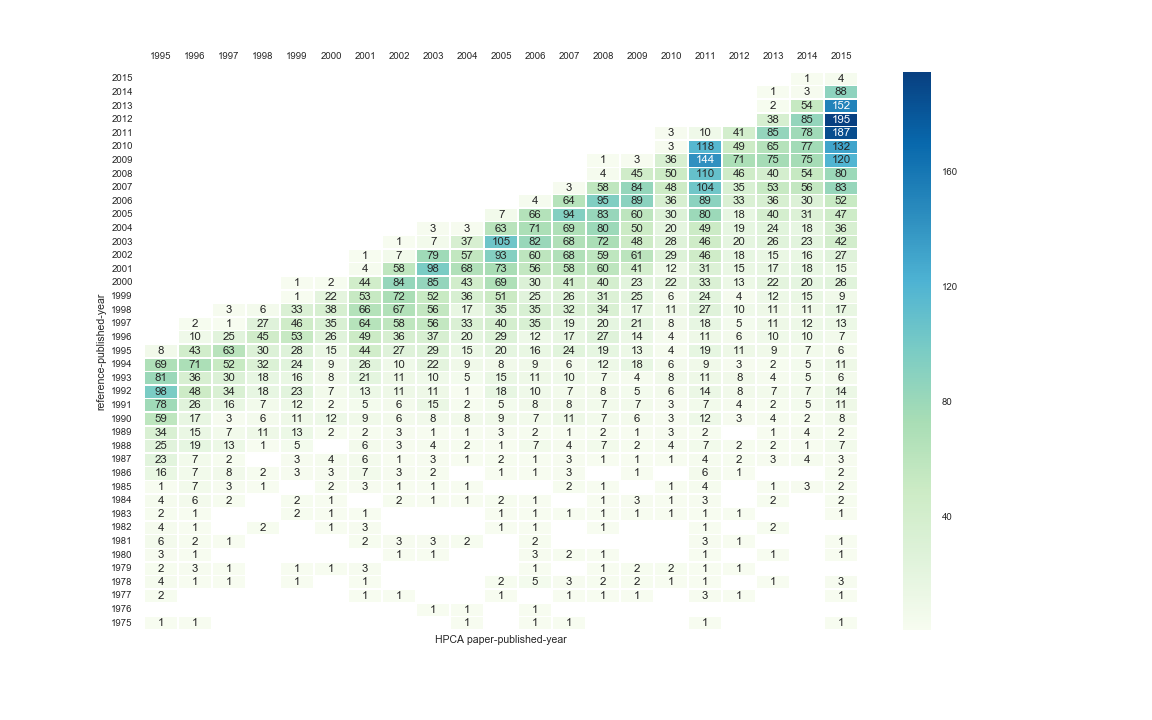 1995 1996 1997 1998 1999 2000 2001 2002 2003 2004 2005 2006 2007 2008 2009 2010 2011 2012 2013 2014 2015
2015 1 4
2014 1 3 88
2013 2 54 152
2012 38 85 195
2011 3 10 41 85 78 187
2010 3 118 49 65 77 132
2009 1 3 36 144 71 75 75 120
2008 4 45 50 110 46 40 54 80
2007 3 58 84 48 104 35 53 56 83
2006 4 64 95 89 36 89 33 36 30 52
2005 7 66 94 83 60 30 80 18 40 31 47
2004 3 3 63 71 69 80 50 20 49 19 24 18 36
2003 1 7 37 105 82 68 72 48 28 46 20 26 23 42
2002 1 7 79 57 93 60 68 59 61 29 46 18 15 16 27
2001 4 58 98 68 73 56 58 60 41 12 31 15 17 18 15
2000 1 2 44 84 85 43 69 30 41 40 23 22 33 13 22 20 26
1999 1 22 53 72 52 36 51 25 26 31 25 6 24 4 12 15 9
1998 3 6 33 38 66 67 56 17 35 35 32 34 17 11 27 10 11 11 17
1997 2 1 27 46 35 64 58 56 33 40 35 19 20 21 8 18 5 11 12 13
1996 10 25 45 53 26 49 36 37 20 29 12 17 27 14 4 11 6 10 10 7
1995 8 43 63 30 28 15 44 27 29 15 20 16 24 19 13 4 19 11 9 7 6
1994 69 71 52 32 24 9 26 10 22 9 8 9 6 12 18 6 9 3 2 5 11
1993 81 36 30 18 16 8 21 11 10 5 15 11 10 7 4 8 11 8 4 5 6
1992 98 48 34 18 23 7 13 11 11 1 18 10 7 8 5 6 14 8 7 7 14
1991 78 26 16 7 12 2 5 6 15 2 5 8 8 7 7 3 7 4 2 5 11
1990 59 17 3 6 11 12 9 6 8 8 9 7 11 7 6 3 12 3 4 2 8
1989 34 15 7 11 13 2 2 3 1 1 3 2 1 2 1 3 2 1 4 2
1988 25 19 13 1 5 6 3 4 2 1 7 4 7 2 4 7 2 2 1 7
1987 23 7 2 3 4 6 1 3 1 2 1 3 1 1 1 4 2 3 4 3
1986 16 7 8 2 3 3 7 3 2 1 1 3 1 6 1 2
1985 1 7 3 1 2 3 1 1 1 2 1 1 4 1 3 2
1984 4 6 2 2 1 2 1 1 2 1 1 3 1 3 2 2
1983 2 1 2 1 1 1 1 1 1 1 1 1 1 1
1982 4 1 2 1 3 1 1 1 1 2
1981 6 2 1 2 3 3 2 2 3 1 1
1980 3 1 1 1 3 2 1 1 1 1
1979 2 3 1 1 1 3 1 1 2 2 1 1
1978 4 1 1 1 1 2 5 3 2 2 1 1 1 3
1977 2 1 1 1 1 1 1 3 1 1
1976 1 1 1
1975 1 1 1 1 1 1 1
reference-published-year
HPCA paper-published-year
160
120
80
40